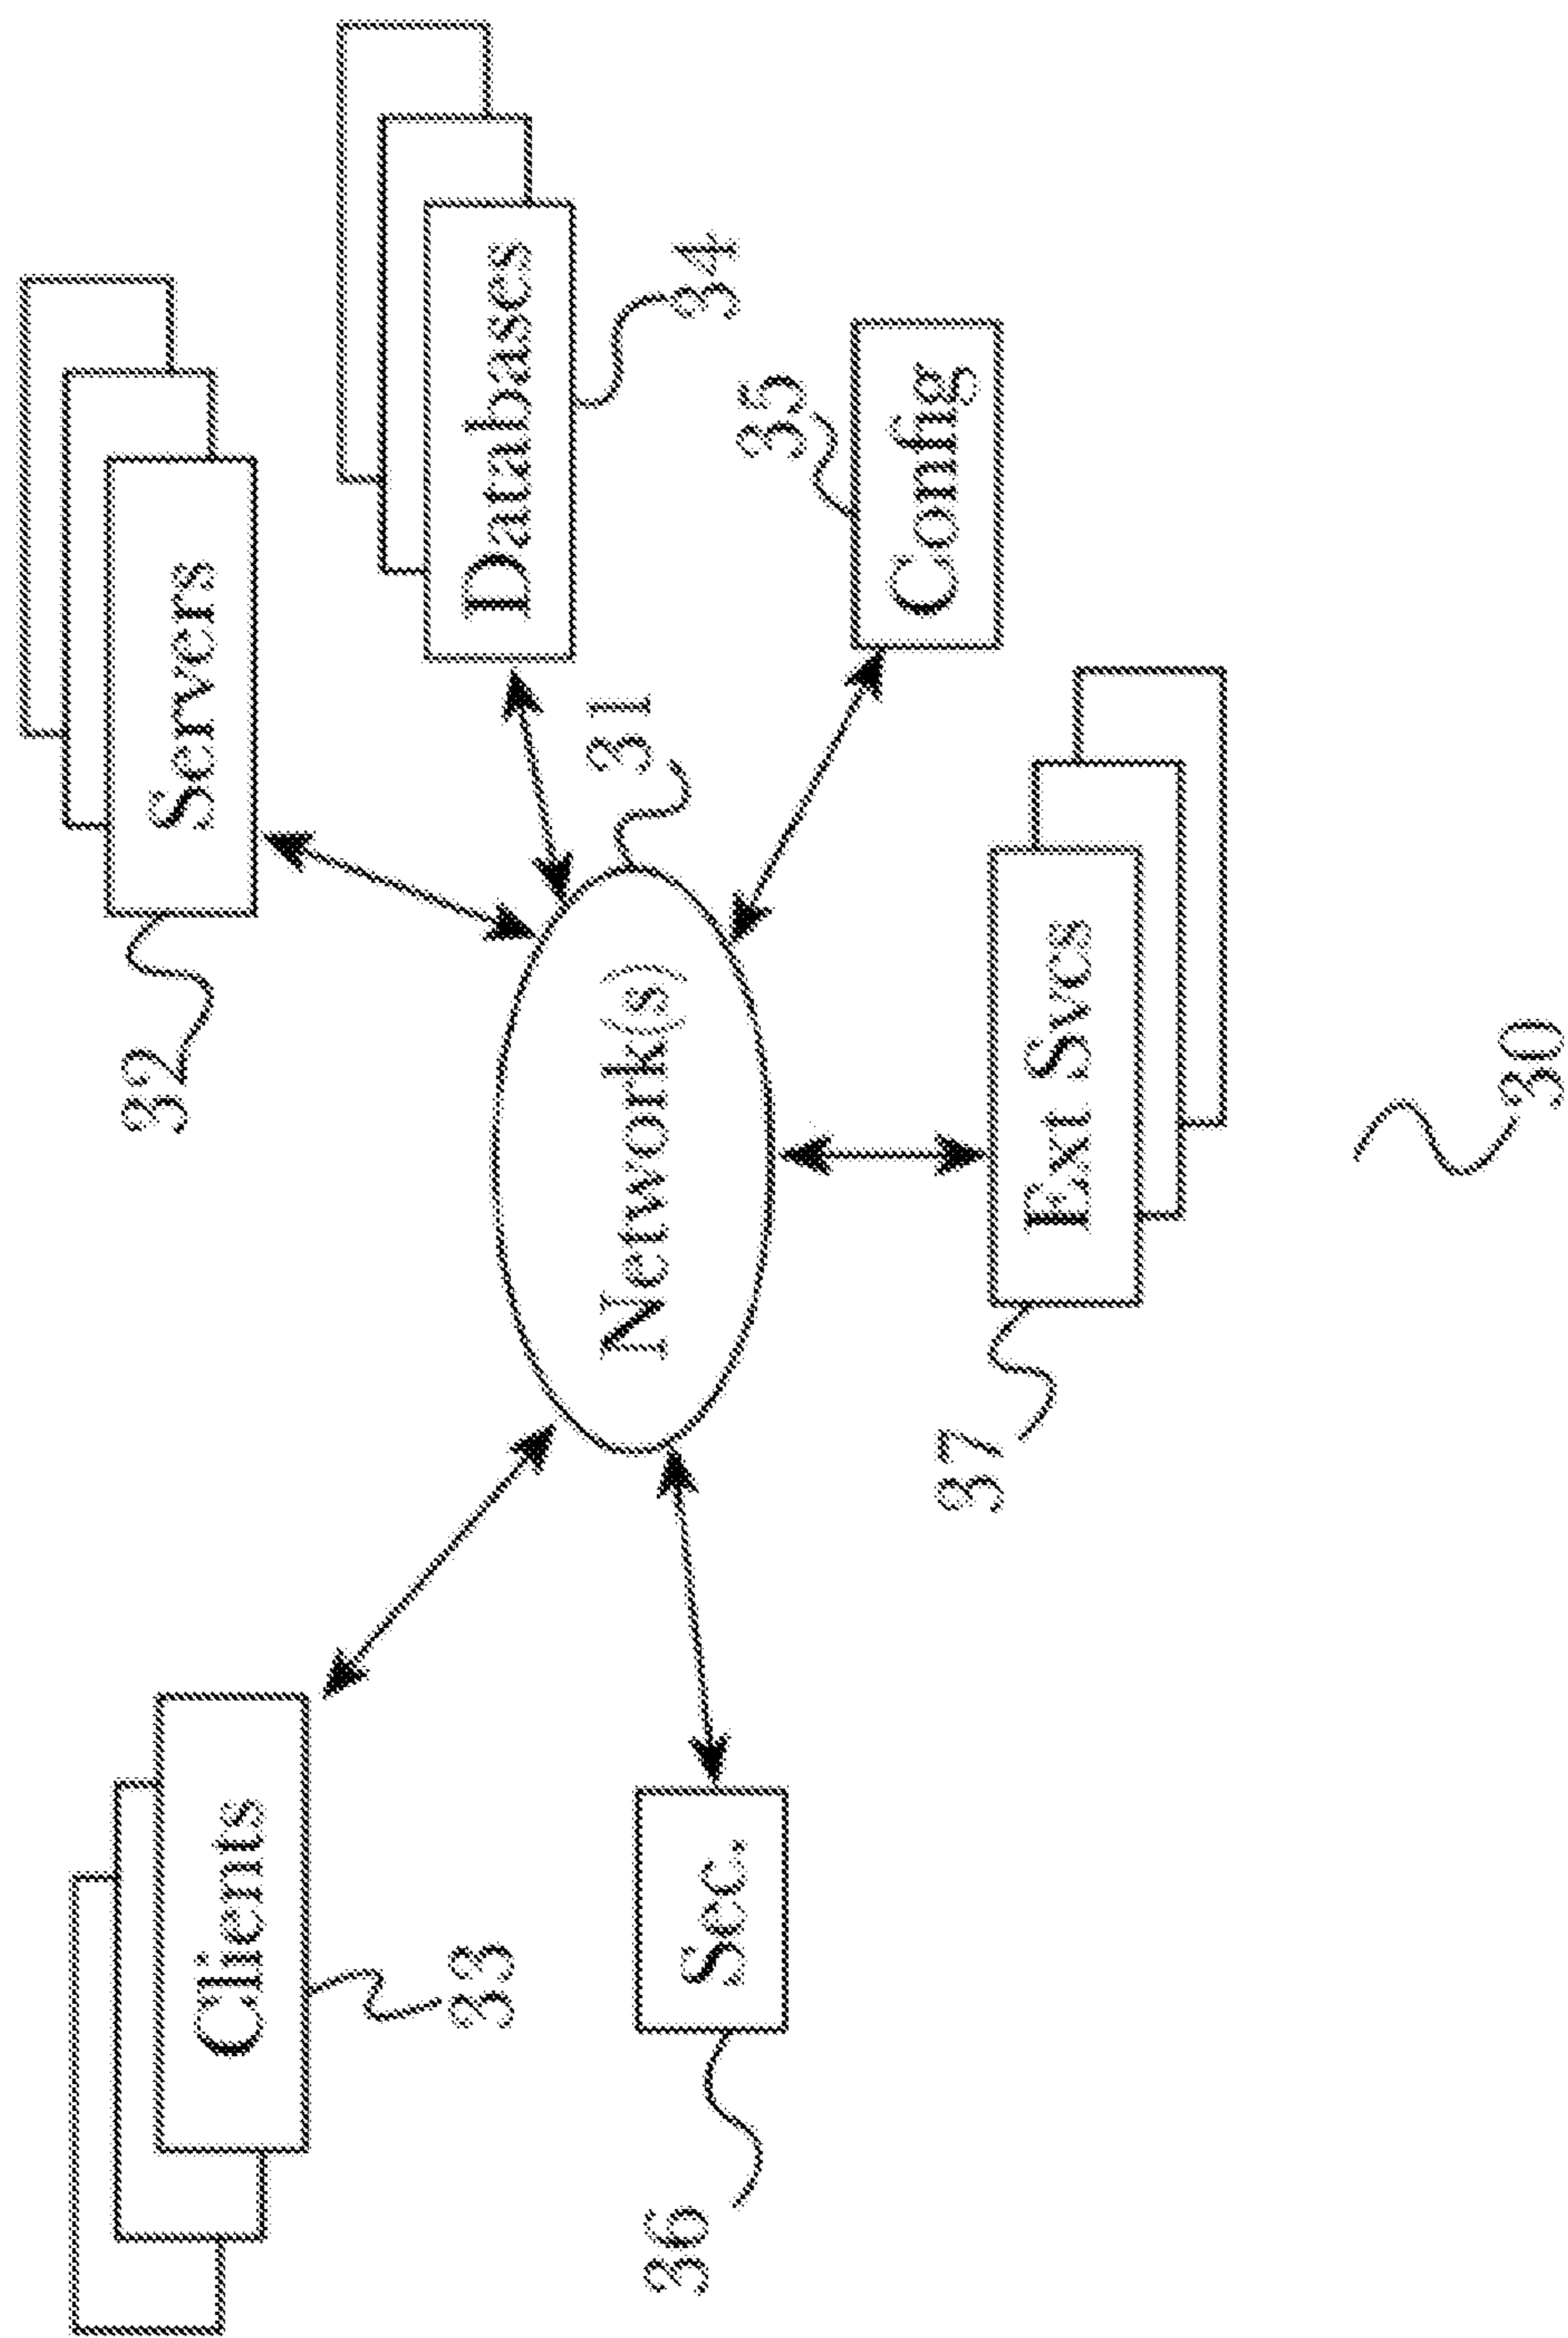 Clients
33
32
Servers
Databases
34
36
Sec.
Network(s)
31
35
Config
37
Ext Svcs
30